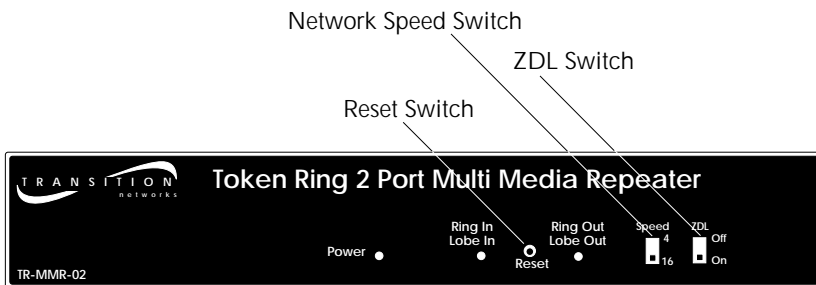 Network Speed Switch
ZDL Switch
Reset Switch
TRANSITION
networks
Token Ring 2 Port Multi Media Repeater
Power
Ring In
Lobe In
Reset
Ring Out
Lobe Out
Speed
4
16
ZDL
Off
On
TR-MMR-02